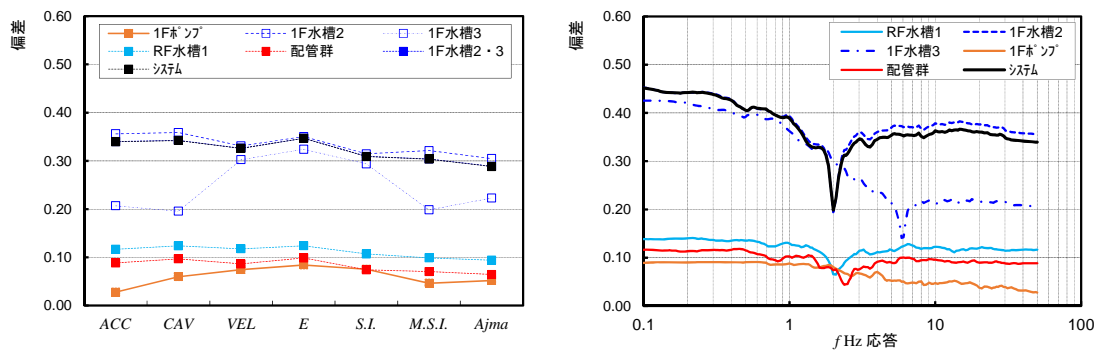 偏差
0.60
0.50
0.40
0.30
0.20
0.10
0.00
1Fﾎﾟﾝﾌﾟ 1F水槽2 1F水槽3
RF水槽1 配管群 1F水槽2・3
ｼｽﾃﾑ
ACC CAV VEL E S.I. M.S.I. Ajma
偏差
0.60
0.50
0.40
0.30
0.20
0.10
0.00
RF水槽1 1F水槽2
1F水槽3 1Fﾎﾟﾝﾌﾟ
配管群 ｼｽﾃﾑ
0.1 1 10 100
f Hz 応答